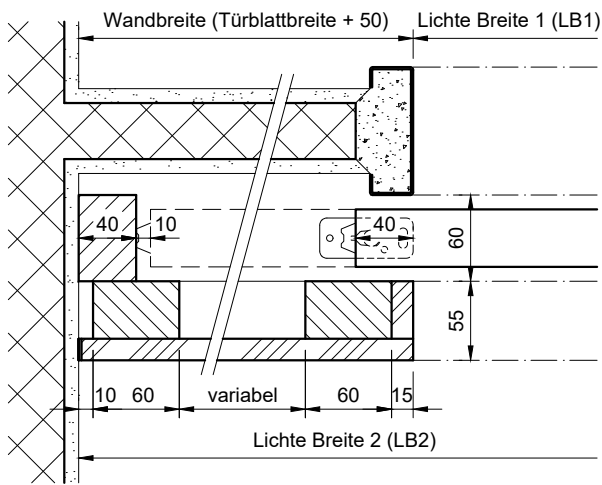 Wandbreite (Türblattbreite + 50) Lichte Breite 1 (LB1)
40 10 40
60
55
10 60 variabel 60 15
Lichte Breite 2 (LB2)